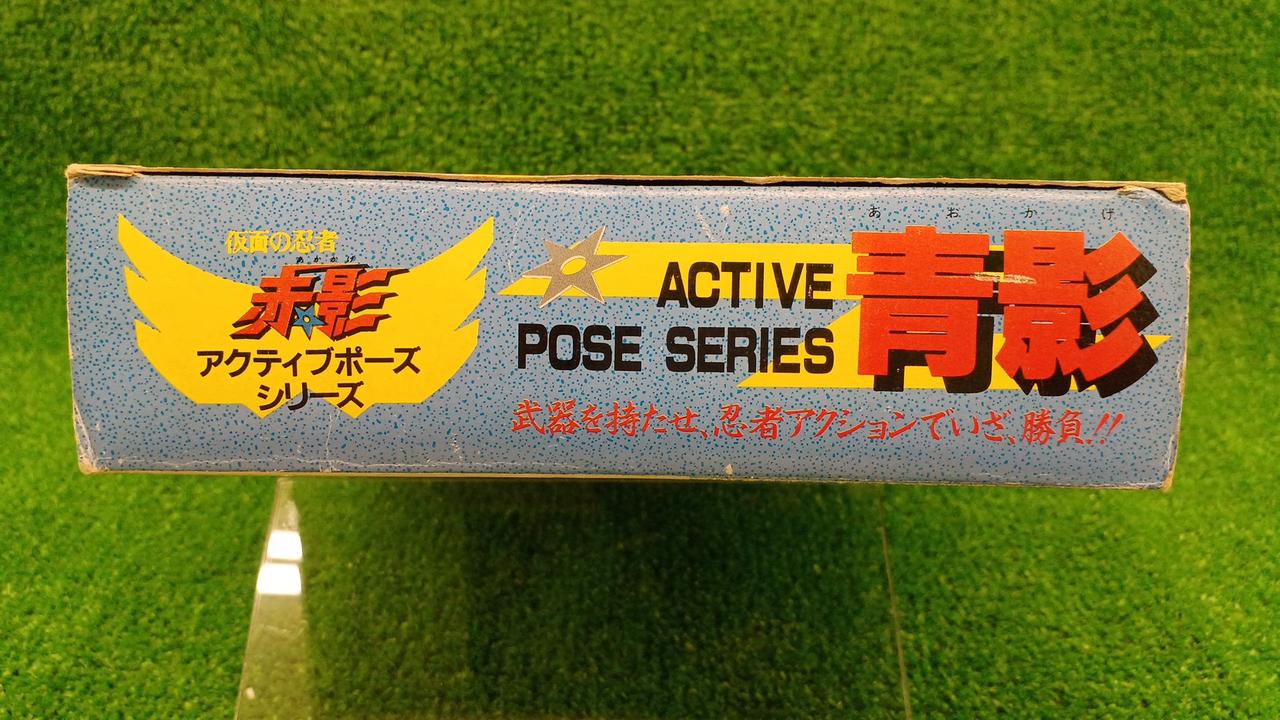 仮面の忍者
あかかげ
赤影
アクティブポーズ
シリーズ
ACTIVE
POSE SERIES
あおかげ
青影
武器を持たせ、忍者アクションでいざ、勝負!!